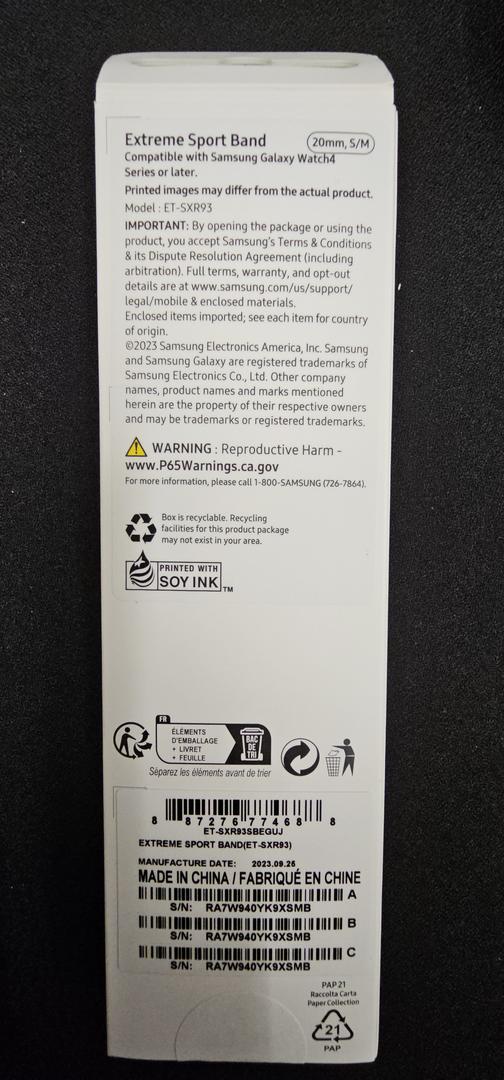 Extreme Sport Band 20mm, S/M
Compatible with Samsung Galaxy Watch4
Series or later.
Printed images may differ from the actual product.
Model : ET-SXR93
IMPORTANT: By opening the package or using the
product, you accept Samsung's Terms & Conditions
& its Dispute Resolution Agreement (including
arbitration). Full terms, warranty, and opt-out
details are at www.samsung.com/us/support/
legal/mobile & enclosed materials.
Enclosed items imported; see each item for country
of origin.
©2023 Samsung Electronics America, Inc. Samsung
and Samsung Galaxy are registered trademarks of
Samsung Electronics Co., Ltd. Other company
names, product names and marks mentioned
herein are the property of their respective owners
and may be trademarks or registered trademarks.
WARNING : Reproductive Harm -
www.P65Warnings.ca.gov
For more information, please call 1-800-SAMSUNG (726-7864).
Box is recyclable. Recycling
facilities for this product package
may not exist in your area.
PRINTED WITH
SOY INK TM
FR
ÉLÉMENTS
D'EMBALLAGE
+ LIVRET
+ FEUILLE
BAC
DE
TRI
Séparez les éléments avant de trier
8 87276 77468 8
ET-SXR93SBEGUJ
EXTREME SPORT BAND(ET-SXR93)
MANUFACTURE DATE: 2023.09.26
MADE IN CHINA / FABRIQUÉ EN CHINE
A
S/N: RA7W940YK9XSMB
B
S/N: RA7W940YK9XSMB
C
S/N: RA7W940YK9XSMB
PAP 21
Raccolta Carta
Paper Collection
21
PAP